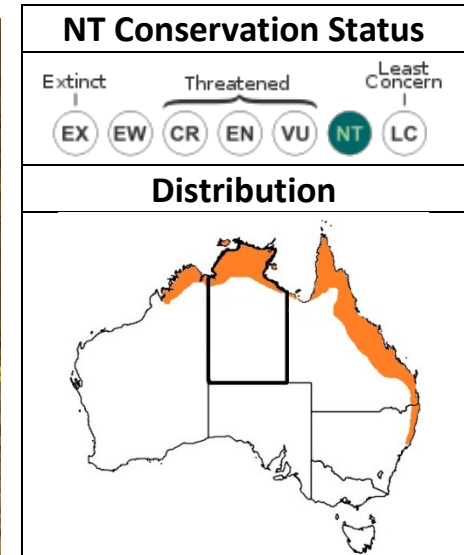 NT Conservation Status
Extinct Threatened Least
Concern
EX EW CR EN VU NT LC
Distribution